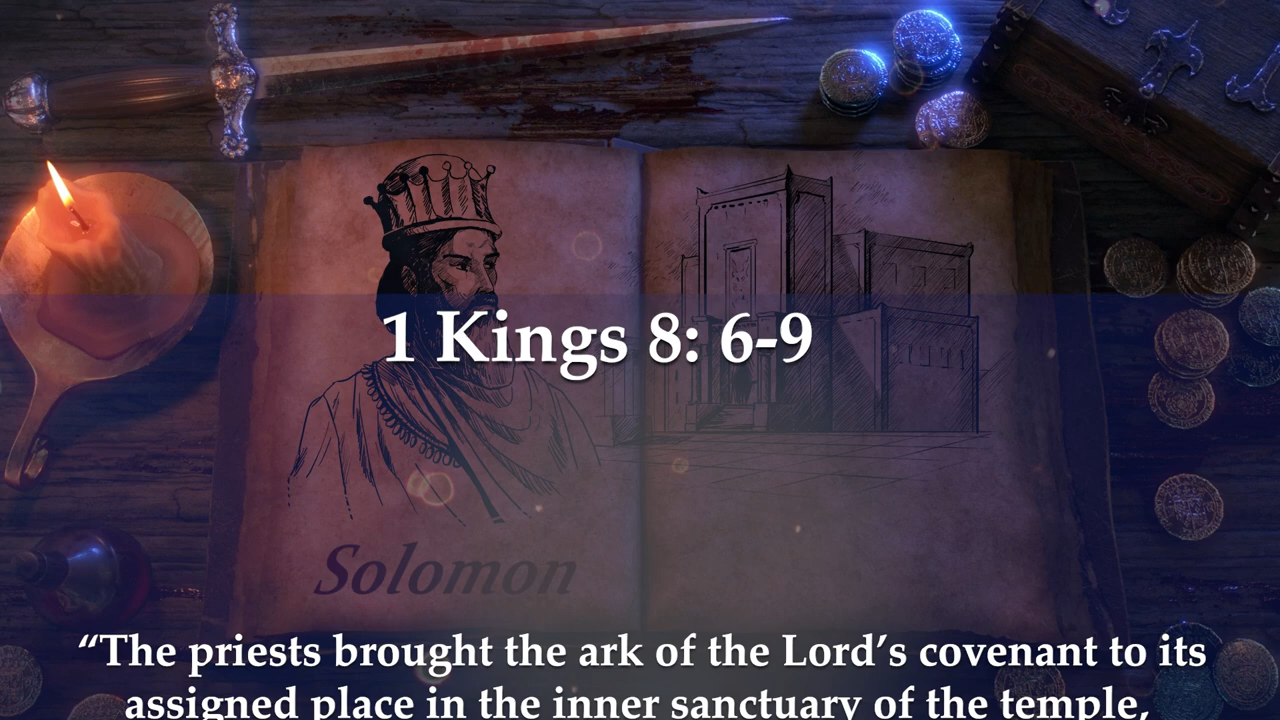 1 Kings 8: 6-9
Solomon
“The priests brought the ark of the Lord’s covenant to its
assigned place in the inner sanctuary of the temple,